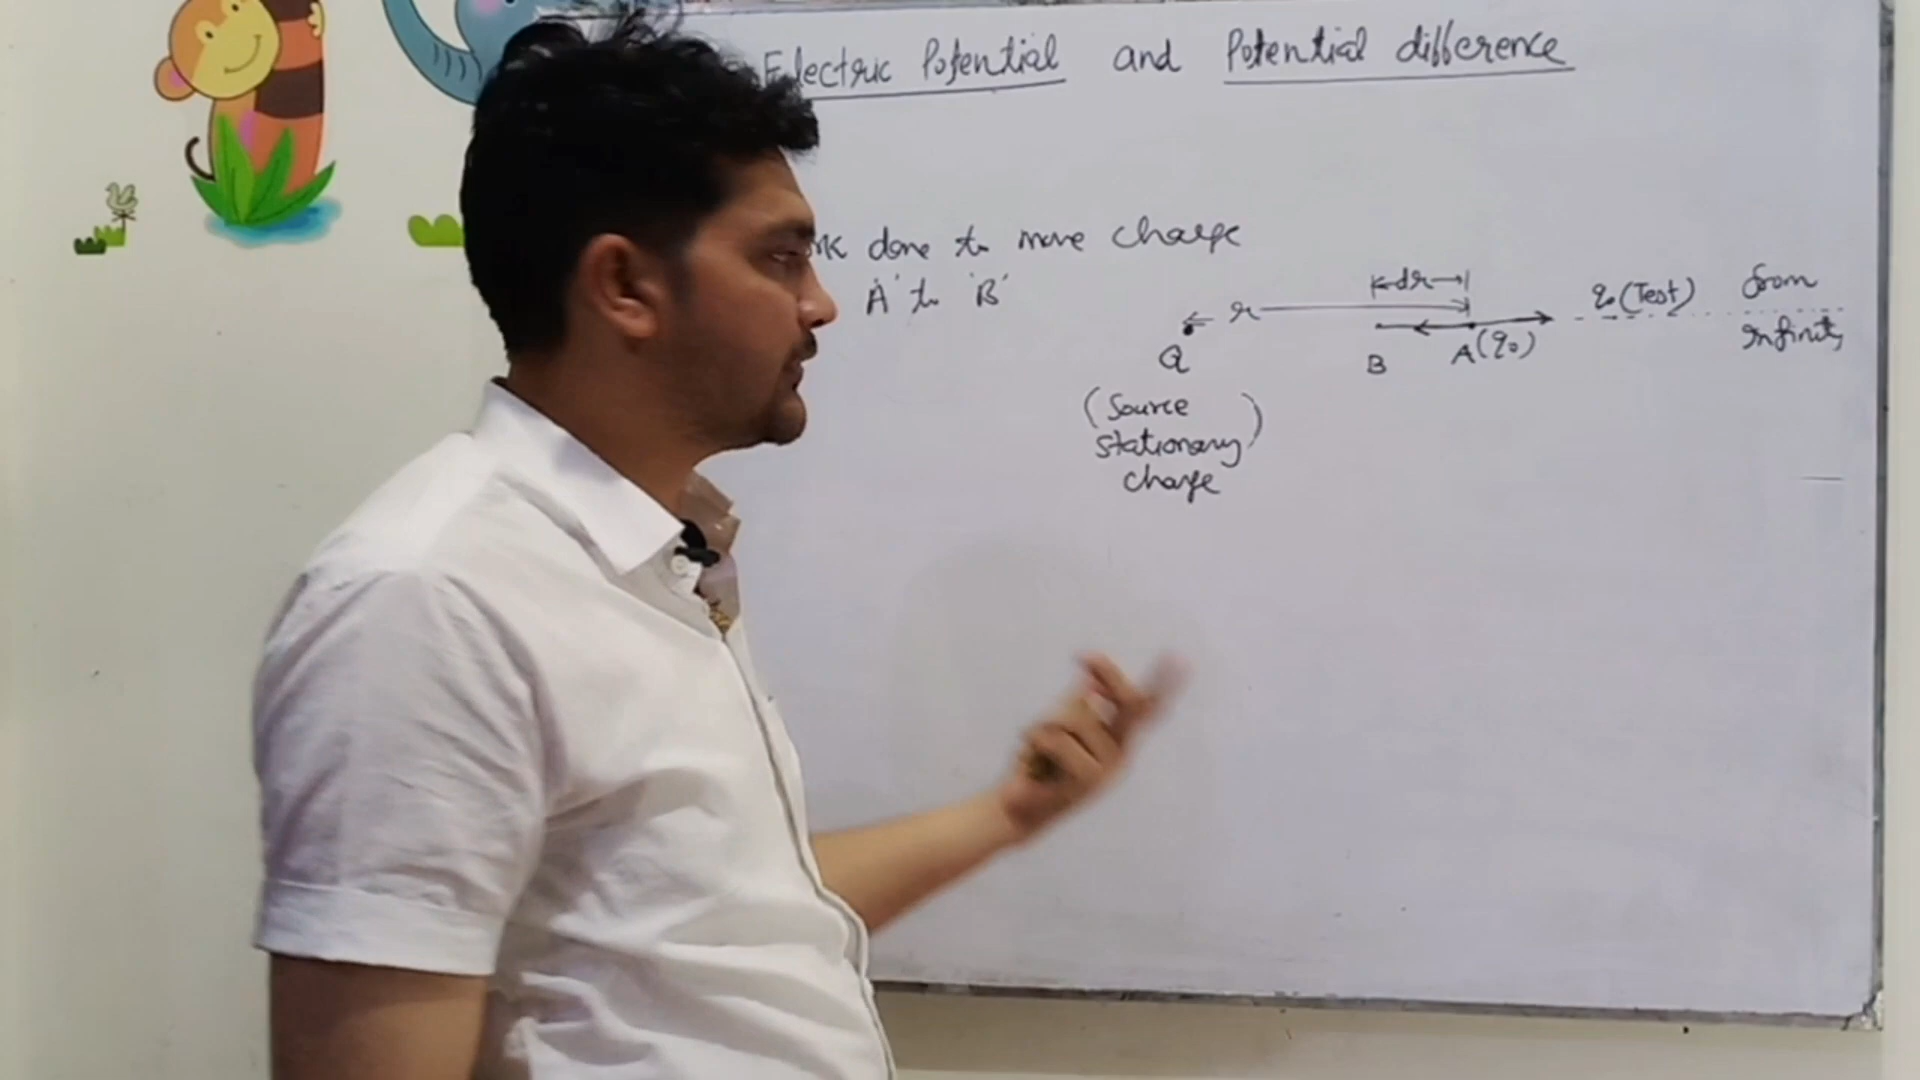 Electric Potential and Potential difference
done to move charge
'A' to 'B'
dr
r
q₀ (Test) from
infinity
Q
B
A(q₀)
(Source
stationary)
charge